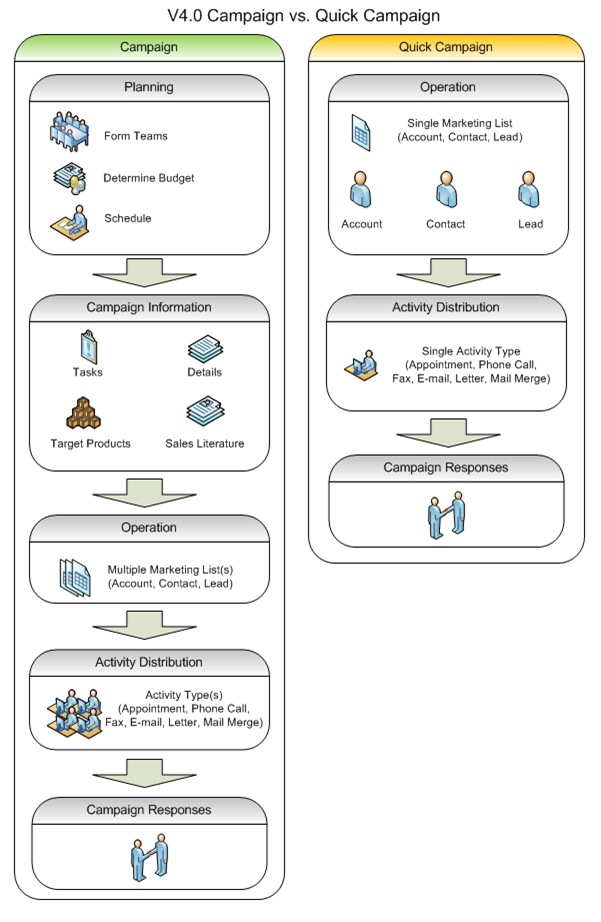 V4.0 Campaign vs. Quick Campaign
Campaign
Planning
Form Teams
Determine Budget
Schedule
Campaign Information
Tasks
Details
Target Products
Sales Literature
Operation
Multiple Marketing List(s)
(Account, Contact, Lead)
Activity Distribution
Activity Type(s)
(Appointment, Phone Call,
Fax, E-mail, Letter, Mail Merge)
Campaign Responses
Quick Campaign
Operation
Single Marketing List
(Account, Contact, Lead)
Account
Contact
Lead
Activity Distribution
Single Activity Type
(Appointment, Phone Call,
Fax, E-mail, Letter, Mail Merge)
Campaign Responses